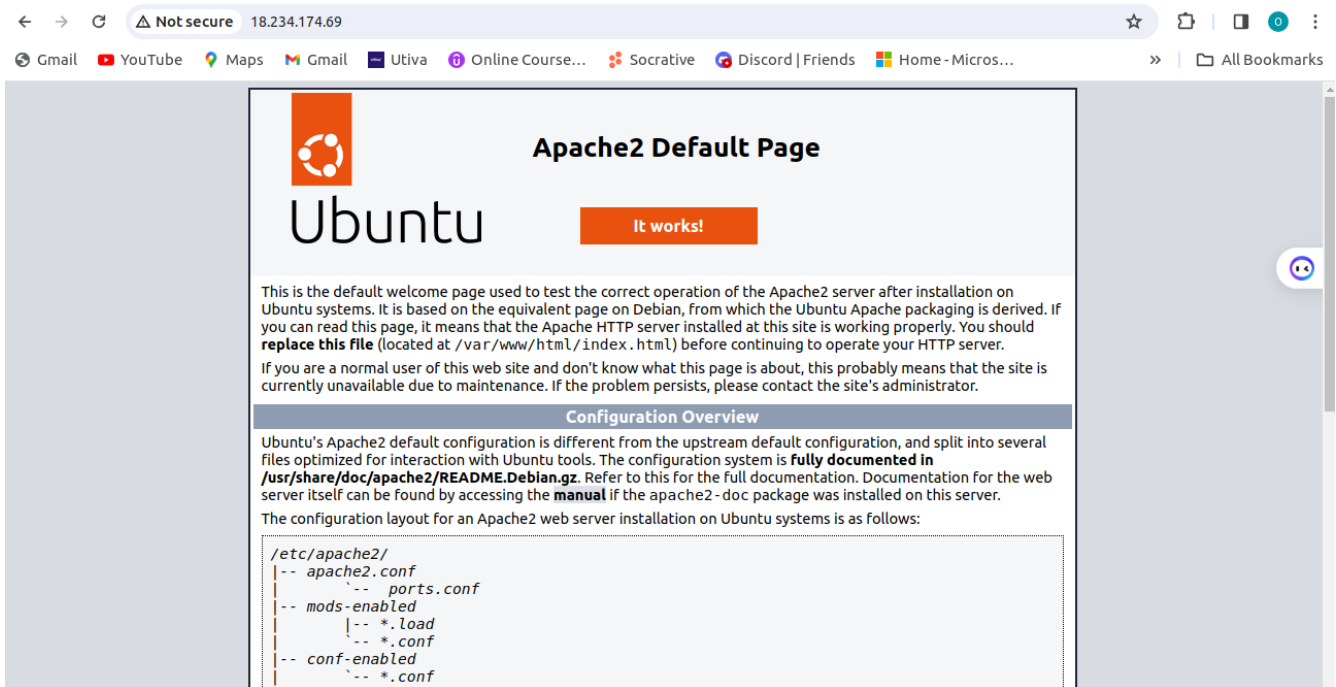 Not secure 18.234.174.69
O
Gmail YouTube Maps Gmail Utiva Online Course... Socrative Discord | Friends Home - Micros... » All Bookmarks
Apache2 Default Page
Ubuntu
It works!
This is the default welcome page used to test the correct operation of the Apache2 server after installation on
Ubuntu systems. It is based on the equivalent page on Debian, from which the Ubuntu Apache packaging is derived. If
you can read this page, it means that the Apache HTTP server installed at this site is working properly. You should
replace this file (located at /var/www/html/index.html) before continuing to operate your HTTP server.
If you are a normal user of this web site and don't know what this page is about, this probably means that the site is
currently unavailable due to maintenance. If the problem persists, please contact the site's administrator.
Configuration Overview
Ubuntu's Apache2 default configuration is different from the upstream default configuration, and split into several
files optimized for interaction with Ubuntu tools. The configuration system is fully documented in
/usr/share/doc/apache2/README.Debian.gz. Refer to this for the full documentation. Documentation for the web
server itself can be found by accessing the manual if the apache2-doc package was installed on this server.
The configuration layout for an Apache2 web server installation on Ubuntu systems is as follows:
/etc/apache2/
|-- apache2.conf
|       `--  ports.conf
|-- mods-enabled
|       |-- *.load
|       `-- *.conf
|-- conf-enabled
|       `-- *.conf